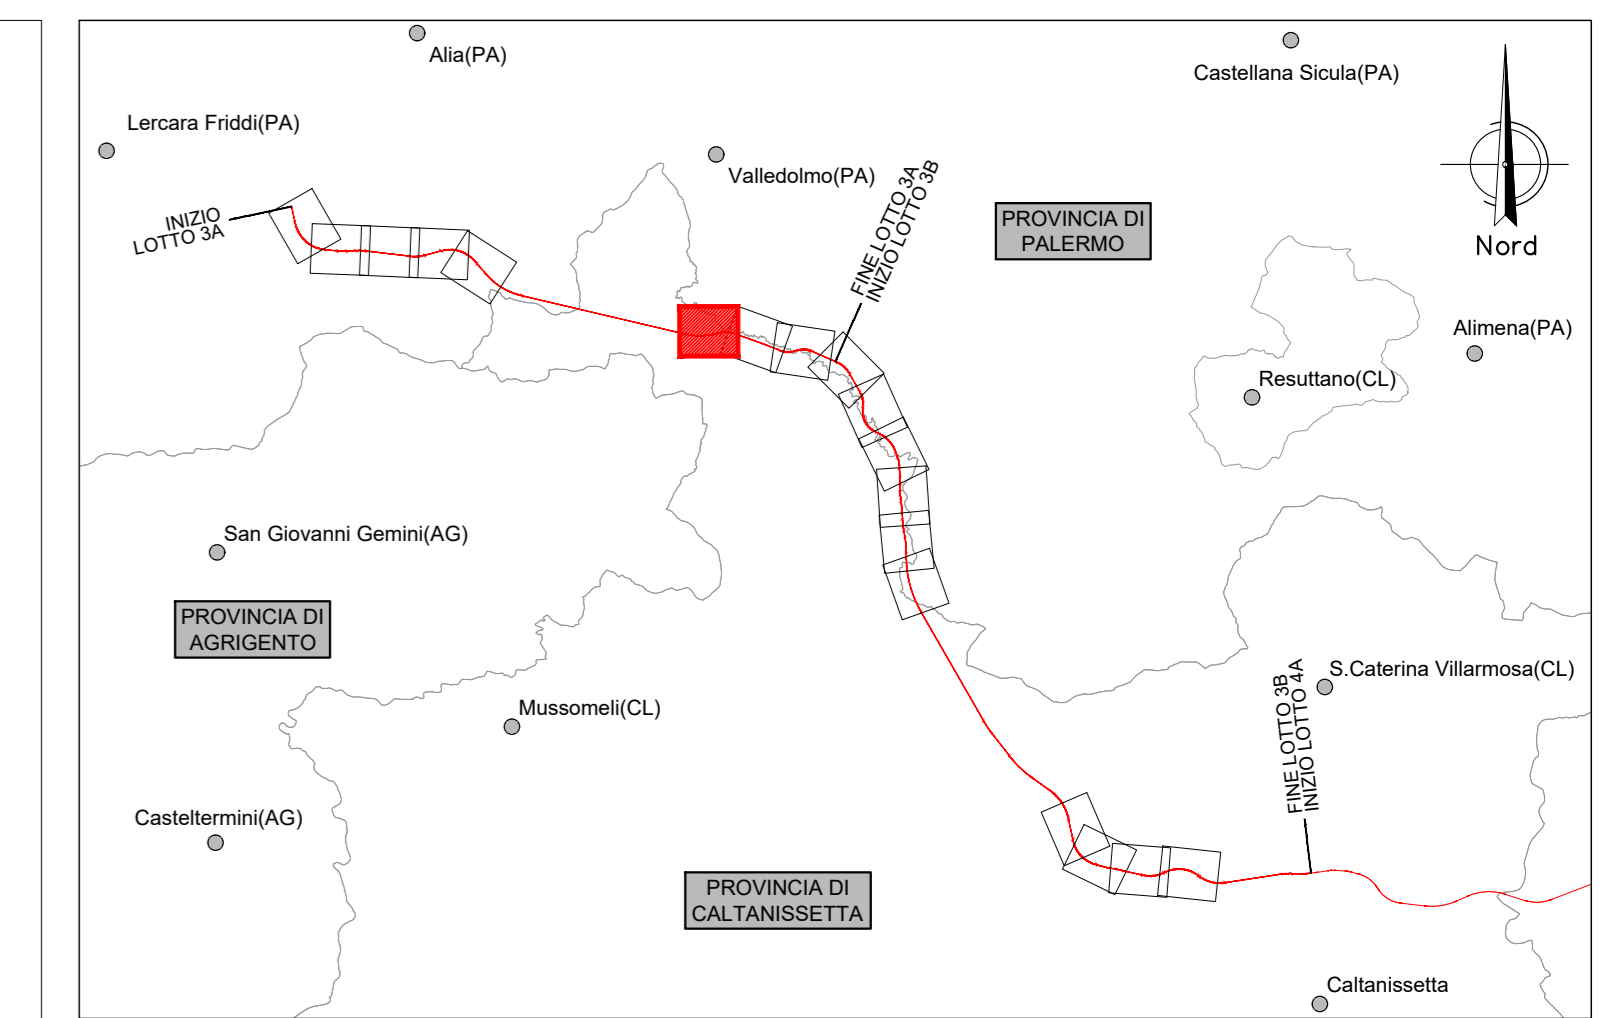 Alia(PA)
Castellana Sicula(PA)
Lercara Friddi(PA)
Valledolmo(PA)
INIZIO
LOTTO 3A
FINE LOTTO 3A
INIZIO LOTTO 3B
PROVINCIA DI
PALERMO
Nord
Alimena(PA)
Resuttano(CL)
San Giovanni Gemini(AG)
PROVINCIA DI
AGRIGENTO
S.Caterina Villarmosa(CL)
Mussomeli(CL)
FINE LOTTO 3B
INIZIO LOTTO 4A
Casteltermini(AG)
PROVINCIA DI
CALTANISSETTA
Caltanissetta